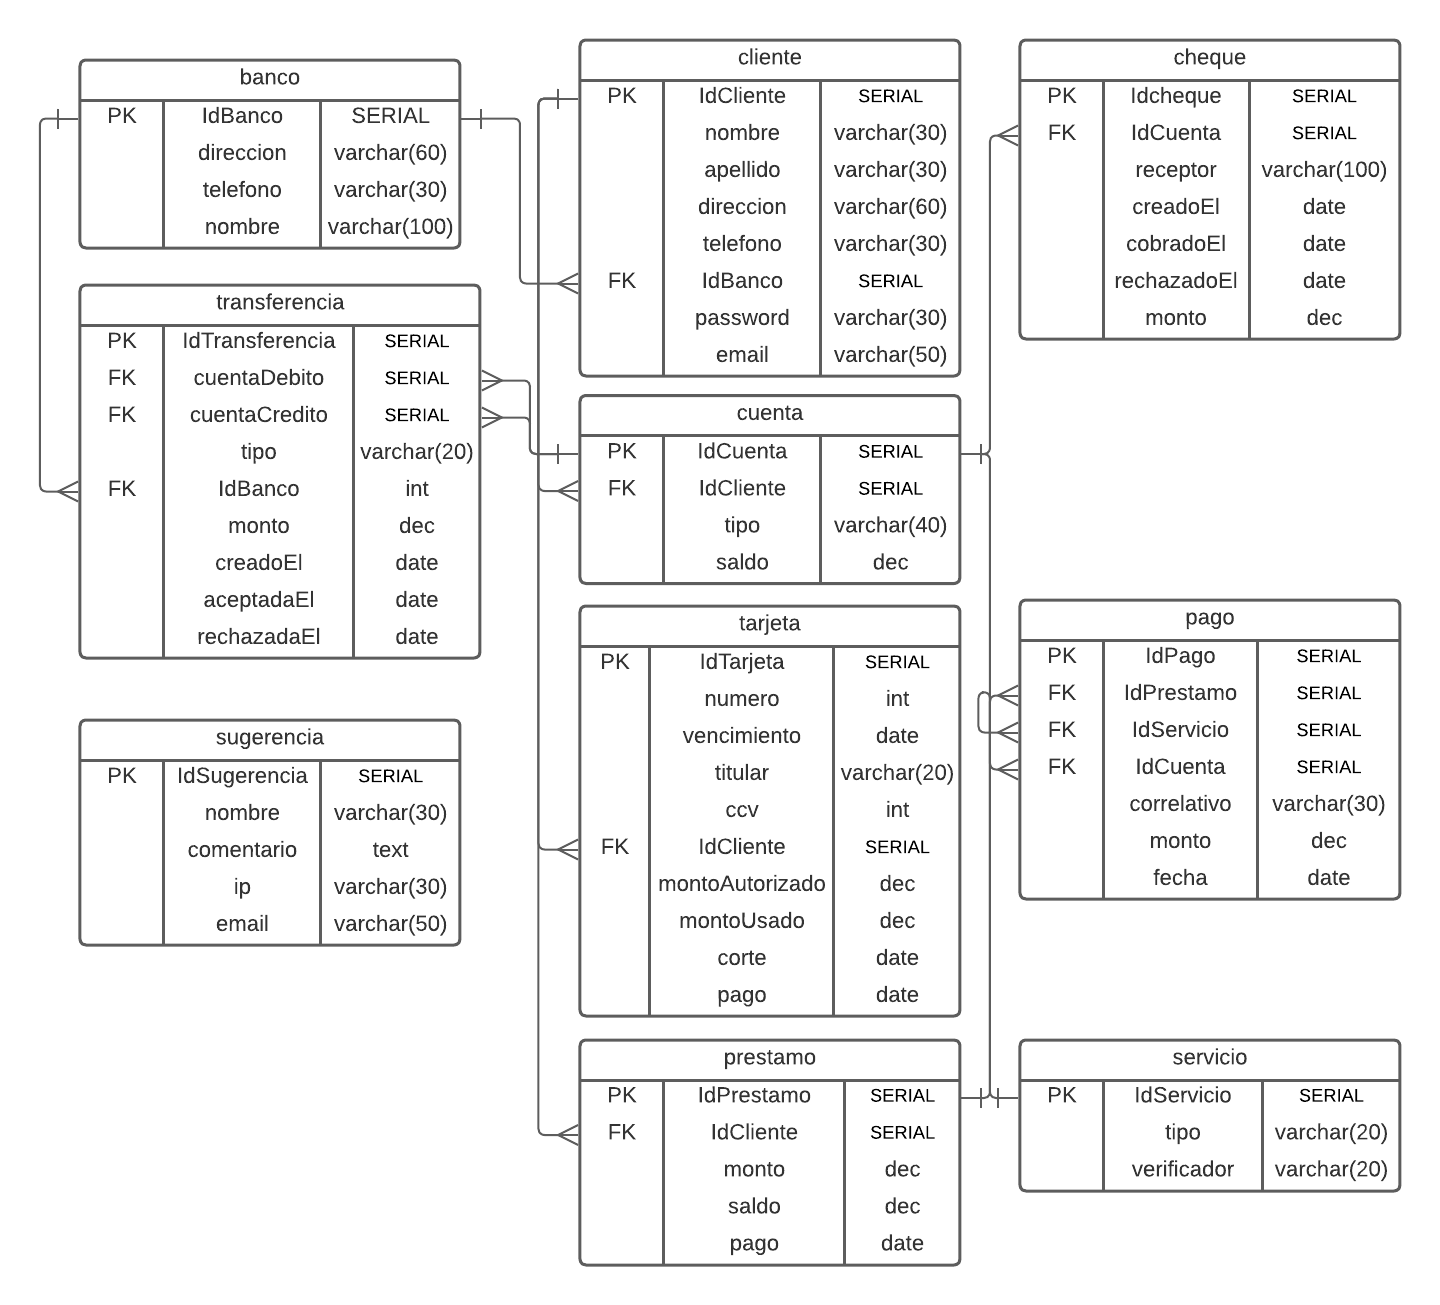 banco
PK IdBanco SERIAL
direccion varchar(60)
telefono varchar(30)
nombre varchar(100)
transferencia
PK IdTransferencia SERIAL
FK cuentaDebito SERIAL
FK cuentaCredito SERIAL
tipo varchar(20)
FK IdBanco int
monto dec
creadoEl date
aceptadaEl date
rechazadaEl date
sugerencia
PK IdSugerencia SERIAL
nombre varchar(30)
comentario text
ip varchar(30)
email varchar(50)
cliente
PK IdCliente SERIAL
nombre varchar(30)
apellido varchar(30)
direccion varchar(60)
telefono varchar(30)
FK IdBanco SERIAL
password varchar(30)
email varchar(50)
cuenta
PK IdCuenta SERIAL
FK IdCliente SERIAL
tipo varchar(40)
saldo dec
tarjeta
PK IdTarjeta SERIAL
numero int
vencimiento date
titular varchar(20)
ccv int
FK IdCliente SERIAL
montoAutorizado dec
montoUsado dec
corte date
pago date
prestamo
PK IdPrestamo SERIAL
FK IdCliente SERIAL
monto dec
saldo dec
pago date
cheque
PK Idcheque SERIAL
FK IdCuenta SERIAL
receptor varchar(100)
creadoEl date
cobradoEl date
rechazadoEl date
monto dec
pago
PK IdPago SERIAL
FK IdPrestamo SERIAL
FK IdServicio SERIAL
FK IdCuenta SERIAL
correlativo varchar(30)
monto dec
fecha date
servicio
PK IdServicio SERIAL
tipo varchar(20)
verificador varchar(20)